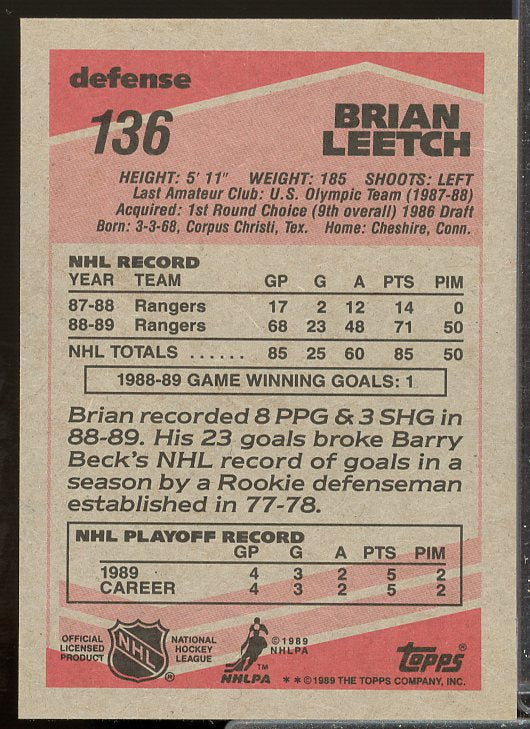 defense
136
BRIAN
LEETCH
HEIGHT: 5' 11" WEIGHT: 185 SHOOTS: LEFT
Last Amateur Club: U.S. Olympic Team (1987-88)
Acquired: 1st Round Choice (9th overall) 1986 Draft
Born: 3-3-68, Corpus Christi, Tex. Home: Cheshire, Conn.
NHL RECORD
YEAR TEAM GP G A PTS PIM
87-88 Rangers 17 2 12 14 0
88-89 Rangers 68 23 48 71 50
NHL TOTALS ...... 85 25 60 85 50
1988-89 GAME WINNING GOALS: 1
Brian recorded 8 PPG & 3 SHG in
88-89. His 23 goals broke Barry
Beck's NHL record of goals in a
season by a Rookie defenseman
established in 77-78.
NHL PLAYOFF RECORD
GP G A PTS PIM
1989 4 3 2 5 2
CAREER 4 3 2 5 2
OFFICIAL
LICENSED
PRODUCT
NHL
®
NATIONAL
HOCKEY
LEAGUE
©1989
NHLPA
TM
NHLPA
topps®
**©1989 THE TOPPS COMPANY, INC.